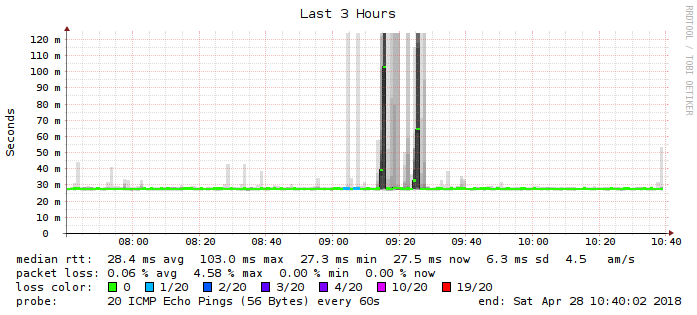 Last 3 Hours
RRDTOOL / TOBI OETIKER
Seconds
120 m
110 m
100 m
90 m
80 m
70 m
60 m
50 m
40 m
30 m
20 m
10 m
0
08:00 08:20 08:40 09:00 09:20 09:40 10:00 10:20 10:40
median rtt: 28.4 ms avg 103.0 ms max 27.3 ms min 27.5 ms now 6.3 ms sd 4.5 am/s
packet loss: 0.06 % avg 4.58 % max 0.00 % min 0.00 % now
loss color: 0 1/20 2/20 3/20 4/20 10/20 19/20
probe: 20 ICMP Echo Pings (56 Bytes) every 60s end: Sat Apr 28 10:40:02 2018